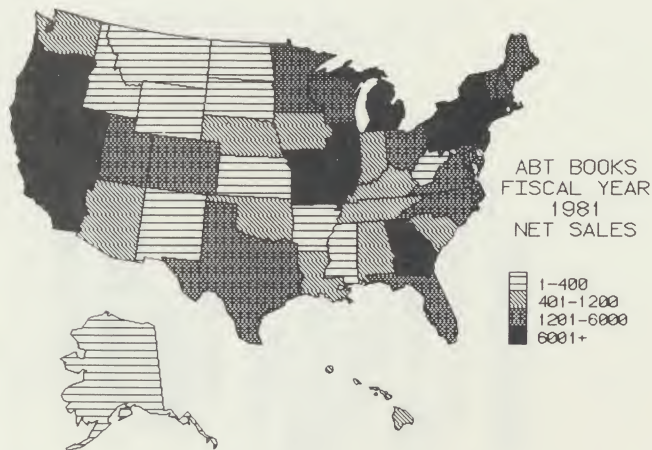 ABT BOOKS
FISCAL YEAR
1981
NET SALES
1-400
401-1200
1201-6000
6001+